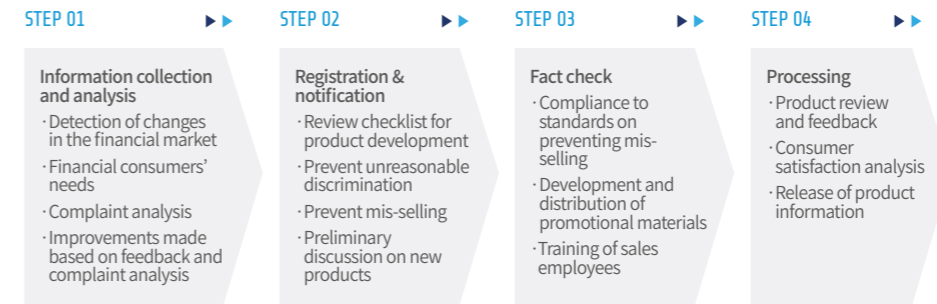 STEP 01
Information collection
and analysis
·Detection of changes
in the financial market
·Financial consumers’
needs
·Complaint analysis
·Improvements made
based on feedback and
complaint analysis
STEP 02
Registration &
notification
·Review checklist for
product development
·Prevent unreasonable
discrimination
·Prevent mis-selling
·Preliminary
discussion on new
products
STEP 03
Fact check
·Compliance to
standards on
preventing mis-
selling
·Development and
distribution of
promotional materials
·Training of sales
employees
STEP 04
Processing
·Product review
and feedback
·Consumer
satisfaction analysis
·Release of product
information